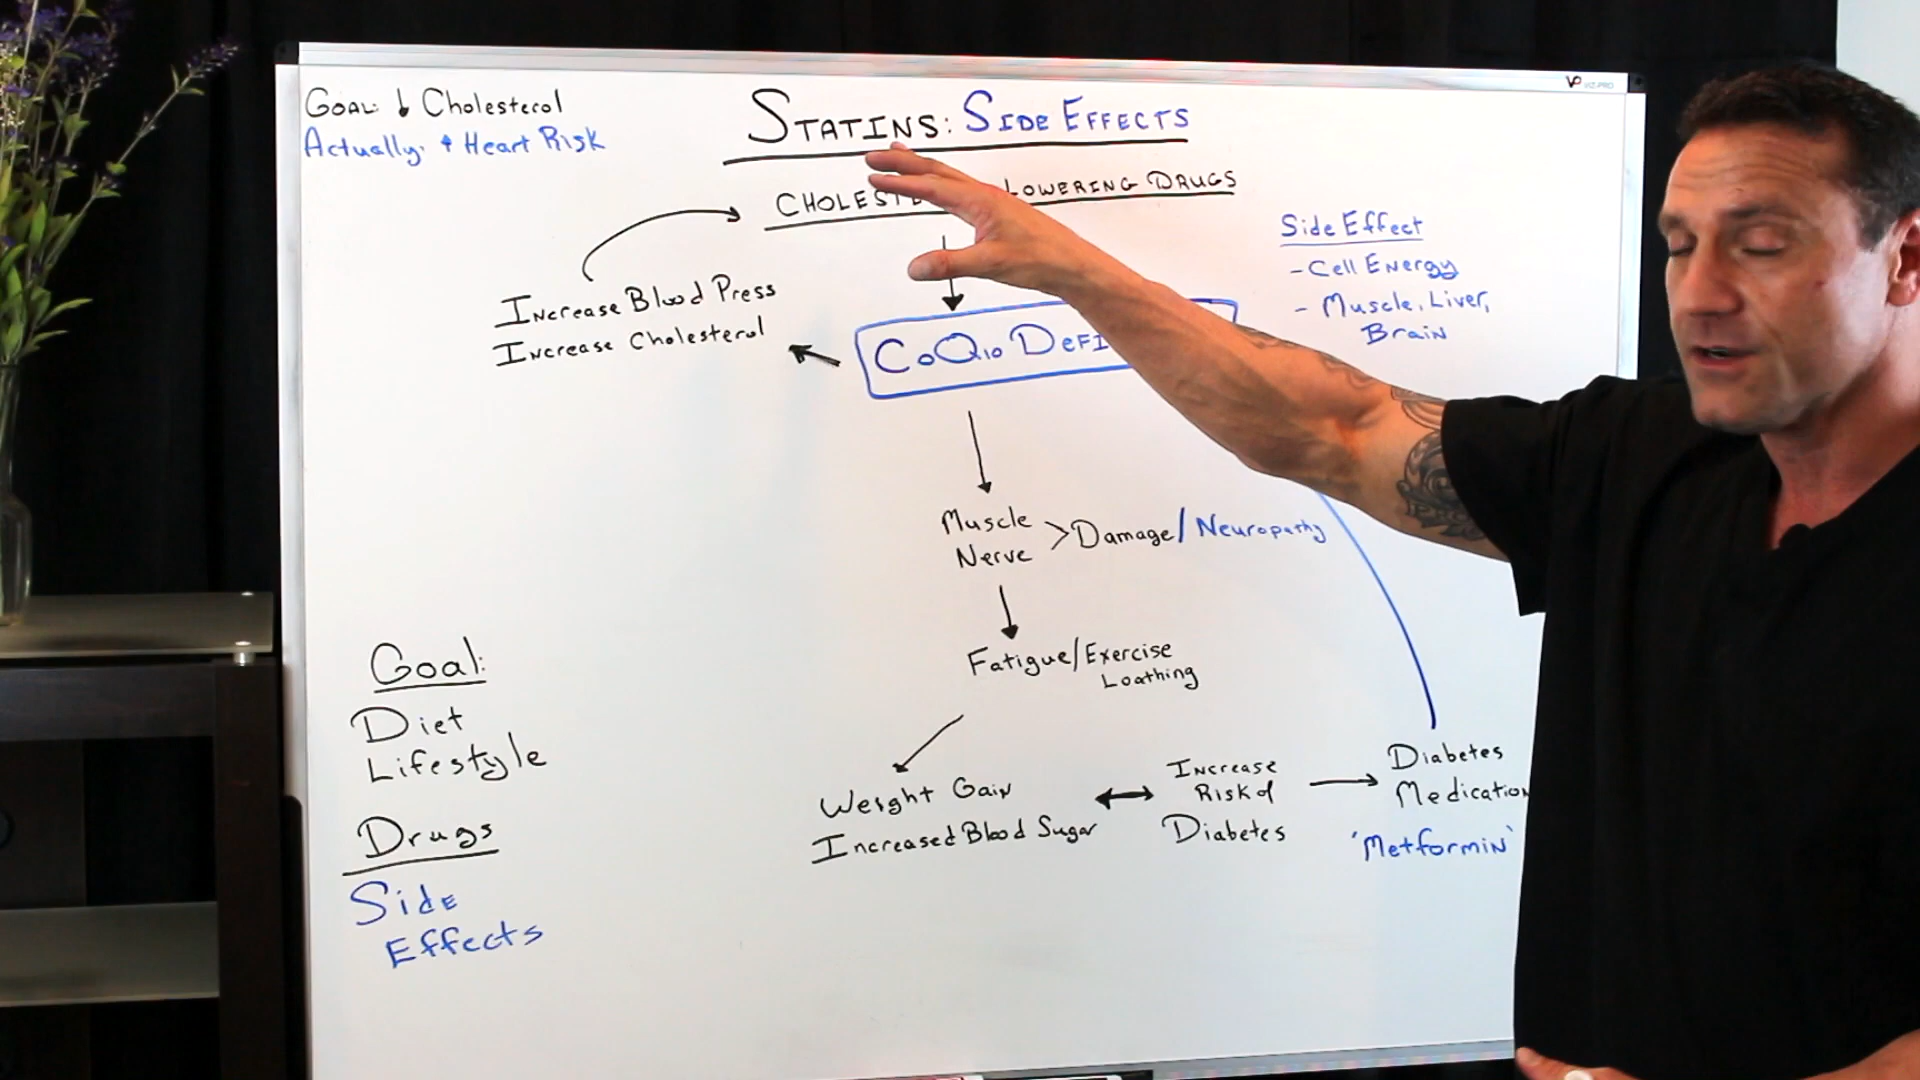 GOAL: ↓ Cholesterol
Actually: ↑ Heart Risk
STATINS: SIDE EFFECTS
LOWERING DRUGS
Side Effect
- Cell Energy
- Muscle, Liver,
Brain
Increase Blood Press
Increase Cholesterol
CoQ10
Muscle
Nerve > Damage / Neuropathy
Fatigue / Exercise
Loathing
Goal:
Diet
Lifestyle
Drugs
Side
Effects
Weight Gain
Increased Blood Sugar
Increase
Risk of
Diabetes
Diabetes
Medication
'Metformin'